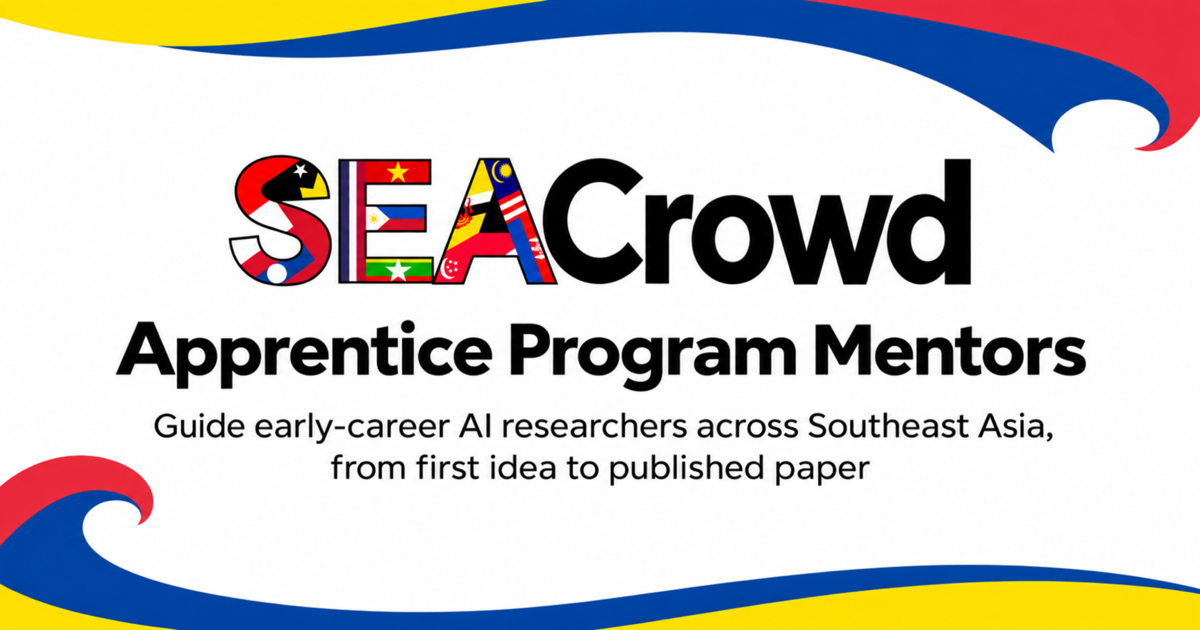 SEACrowd
Apprentice Program Mentors
Guide early-career AI researchers across Southeast Asia,
from first idea to published paper